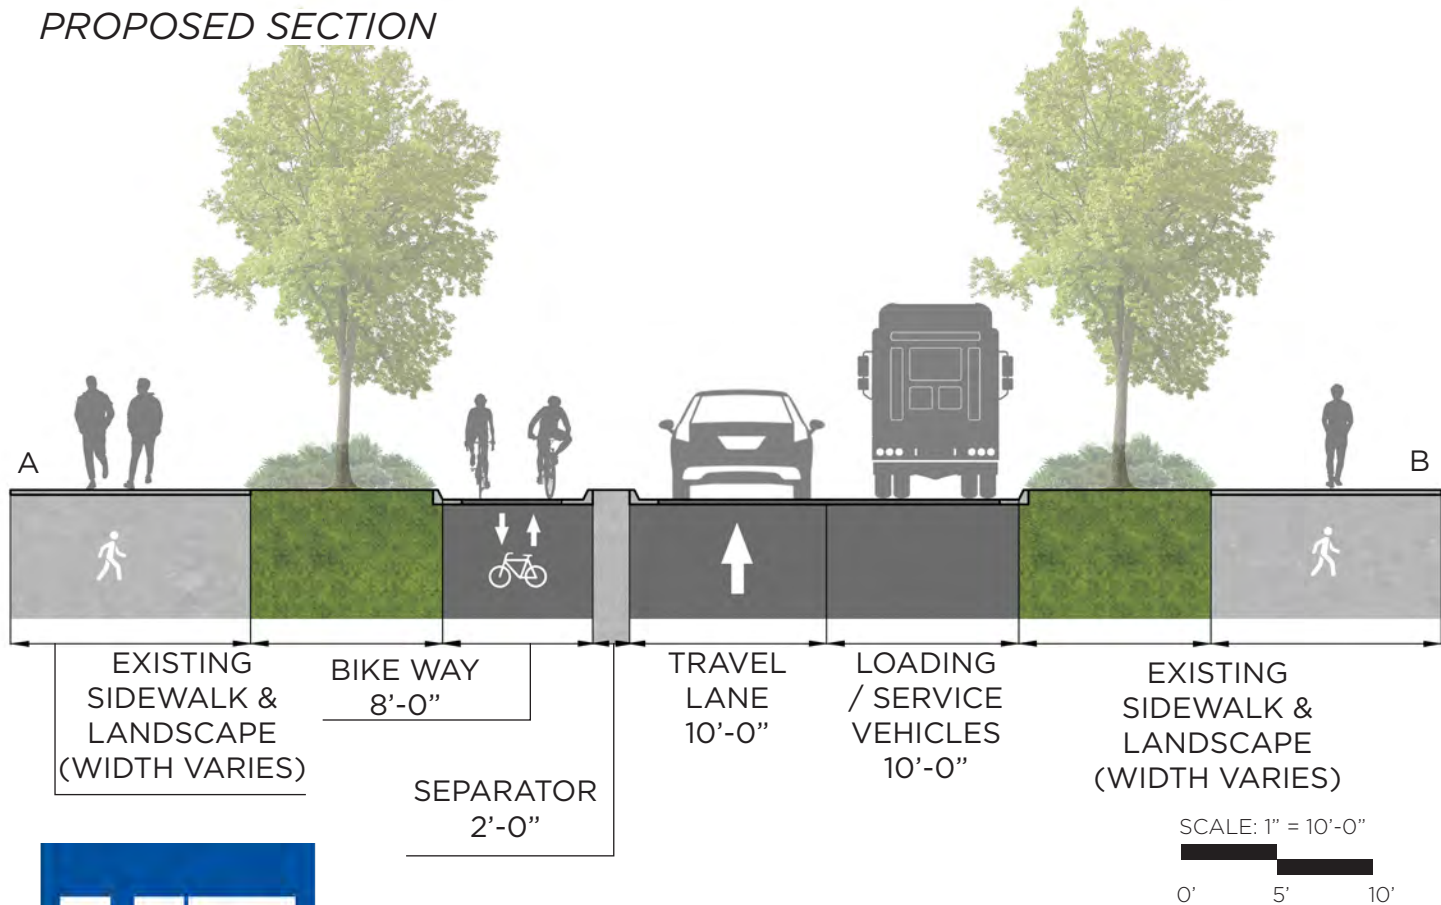 PROPOSED SECTION
A
B
EXISTING
SIDEWALK &
LANDSCAPE
(WIDTH VARIES)
BIKE WAY
8’-0”
SEPARATOR
2’-0”
TRAVEL
LANE
10’-0”
LOADING
/ SERVICE
VEHICLES
10’-0”
EXISTING
SIDEWALK &
LANDSCAPE
(WIDTH VARIES)
SCALE: 1” = 10’-0”
0’ 5’ 10’